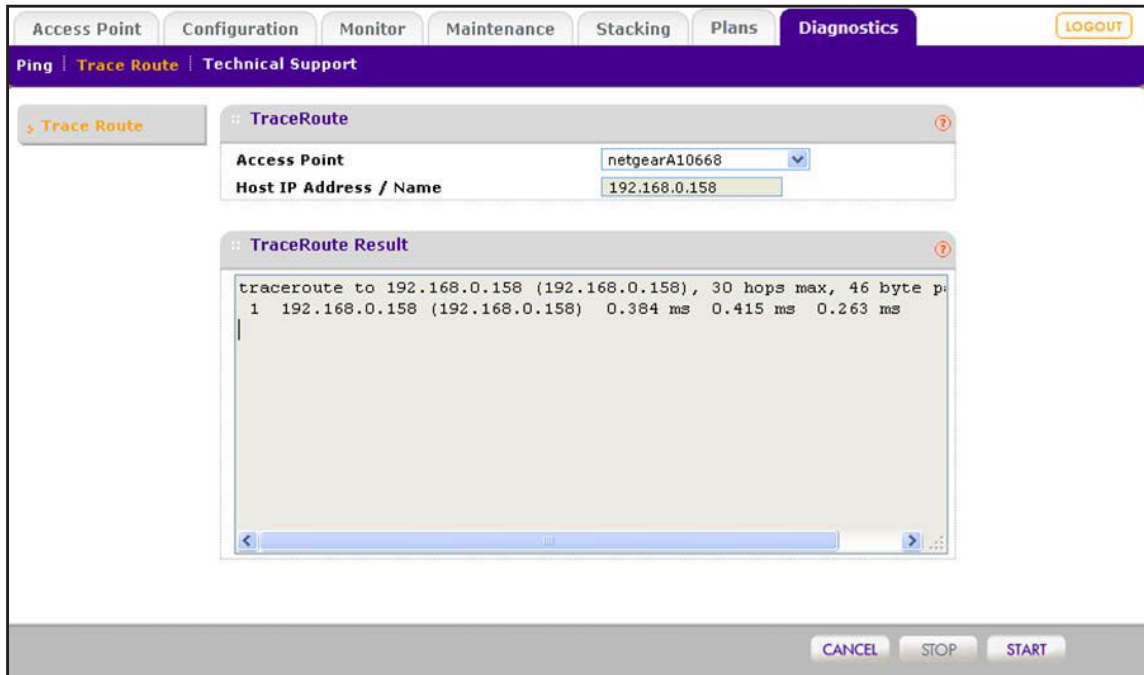 Access Point Configuration Monitor Maintenance Stacking Plans Diagnostics LOGOUT
Ping Trace Route Technical Support
Trace Route
TraceRoute
Access Point netgearA10668
Host IP Address / Name 192.168.0.158
TraceRoute Result
traceroute to 192.168.0.158 (192.168.0.158), 30 hops max, 46 byte
1 192.168.0.158 (192.168.0.158) 0.384 ms 0.415 ms 0.263 ms
CANCEL STOP START